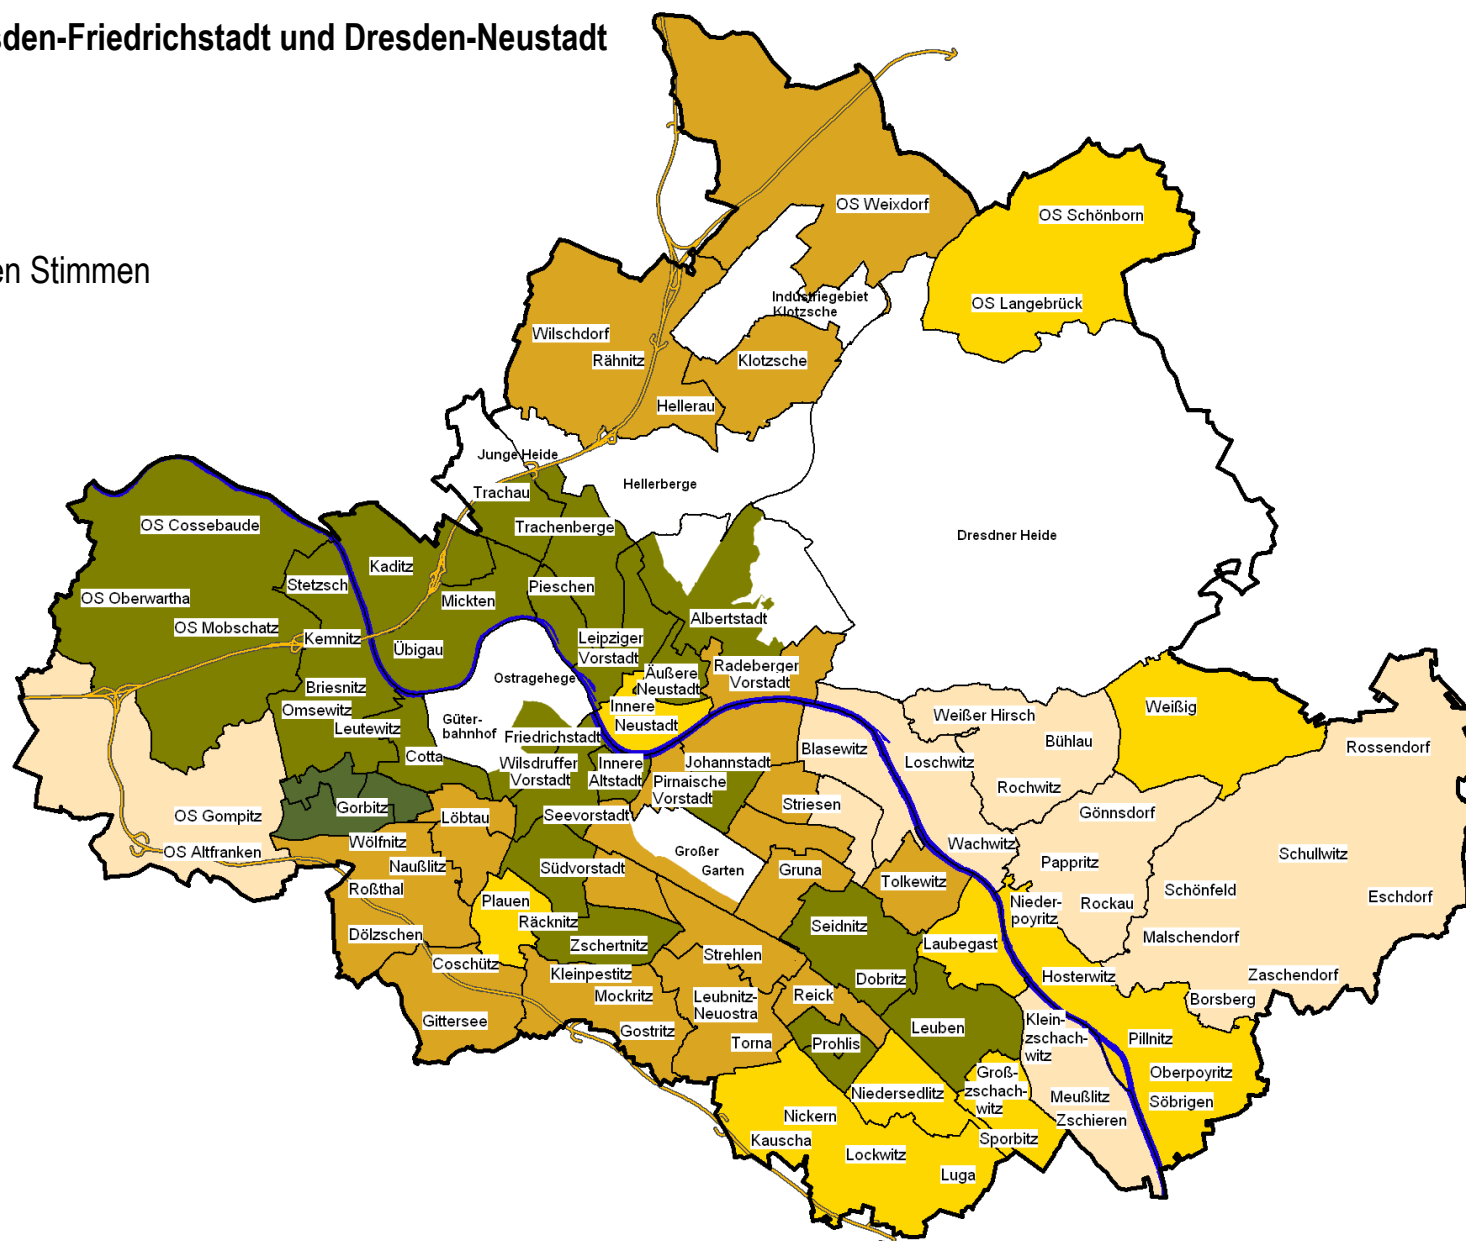 sden-Friedrichstadt und Dresden-Neustadt
en Stimmen
OS Weixdorf
OS Schönborn
OS Langebrück
Industriegebiet
Klotzsche
Wilschdorf
Rähnitz
Klotzsche
Hellerau
Junge Heide
Hellerberge
Trachau
Trachenberge
Dresdner Heide
OS Cossebaude
Kaditz
Stetzsch
Pieschen
Mickten
OS Oberwartha
OS Mobschatz
Kemnitz
Übigau
Albertstadt
Leipziger
Vorstadt
Radeberger
Vorstadt
Äußere
Neustadt
Ostragehege
Innere
Neustadt
Briesnitz
Omsewitz
Leutewitz
Güter-
bahnhof
Friedrichstadt
Cotta
Wilsdruffer
Vorstadt
Innere
Altstadt
Johannstadt
Pirnaische
Vorstadt
Blasewitz
Loschwitz
Weißer Hirsch
Bühlau
Weißig
Rossendorf
Rochwitz
Gönnsdorf
Gorbitz
Löbtau
Seevorstadt
Striesen
OS Gompitz
OS Altfranken
Wölfnitz
Naußlitz
Roßthal
Südvorstadt
Großer
Garten
Gruna
Wachwitz
Tolkewitz
Pappritz
Schullwitz
Schönfeld
Eschdorf
Rockau
Plauen
Räcknitz
Zschertnitz
Seidnitz
Nieder-
poyritz
Laubegast
Malschendorf
Dölzschen
Coschütz
Kleinpestitz
Mockritz
Strehlen
Dobritz
Hosterwitz
Zaschendorf
Borsberg
Leubnitz-
Neuostra
Reick
Gittersee
Gostritz
Torna
Prohlis
Leuben
Klein-
zschach-
witz
Pillnitz
Oberpoyritz
Söbrigen
Niedersedlitz
Groß-
zschach-
witz
Meußlitz
Zschieren
Nickern
Kauscha
Lockwitz
Sporbitz
Luga